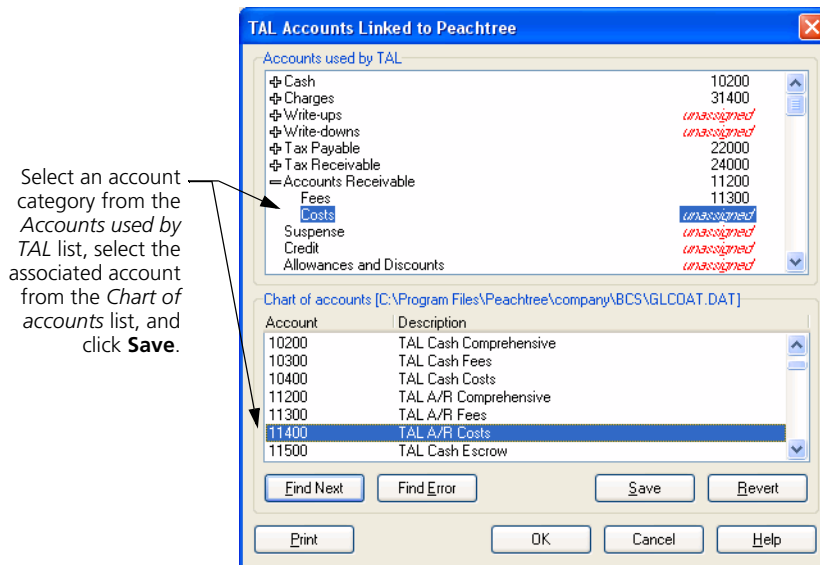 TAL Accounts Linked to Peachtree
Accounts used by TAL
Cash 10200
Charges 31400
Write-ups unassigned
Write-downs unassigned
Tax Payable 22000
Tax Receivable 24000
Accounts Receivable 11200
Fees 11300
Costs unassigned
Suspense unassigned
Credit unassigned
Allowances and Discounts unassigned
Select an account
category from the
Accounts used by
TAL list, select the
associated account
from the Chart of
accounts list, and
click Save.
Chart of accounts [C:\Program Files\Peachtree\company\BCS\GLCOAT.DAT]
Account Description
10200 TAL Cash Comprehensive
10300 TAL Cash Fees
10400 TAL Cash Costs
11200 TAL A/R Comprehensive
11300 TAL A/R Fees
11400 TAL A/R Costs
11500 TAL Cash Escrow
Find Next Find Error Save Revert
Print OK Cancel Help